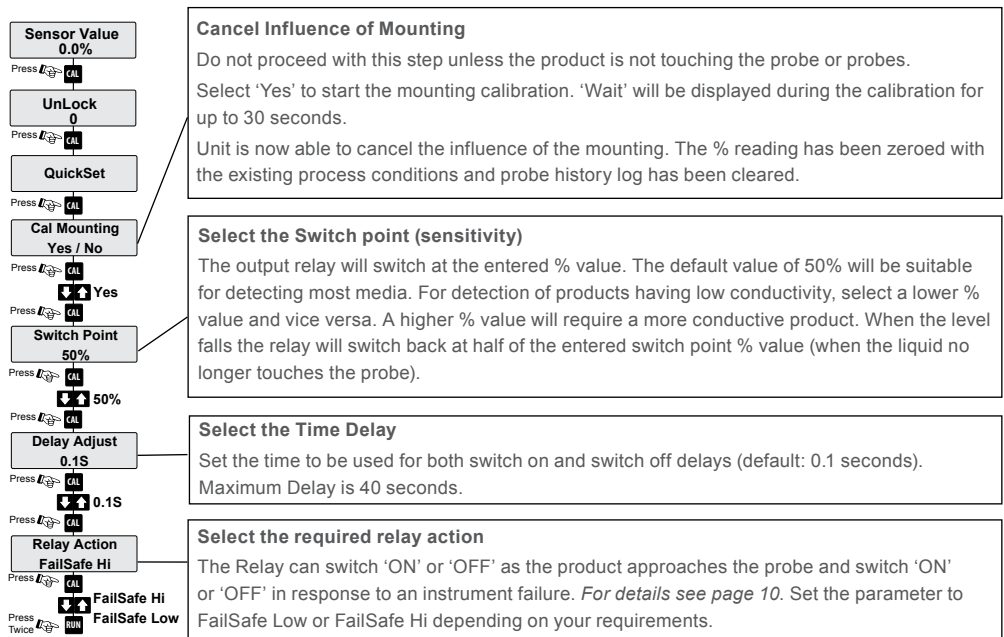 Sensor Value
0.0%
Press CAL
UnLock
0
Press CAL
QuickSet
Press CAL
Cal Mounting
Yes / No
Press CAL
Yes
Press CAL
Switch Point
50%
Press CAL
50%
Press CAL
Delay Adjust
0.1S
Press CAL
0.1S
Press CAL
Relay Action
FailSafe Hi
Press CAL
FailSafe Hi
FailSafe Low
Press
Twice RUN
Cancel Influence of Mounting
Do not proceed with this step unless the product is not touching the probe or probes.
Select ‘Yes’ to start the mounting calibration. ‘Wait’ will be displayed during the calibration for
up to 30 seconds.
Unit is now able to cancel the influence of the mounting. The % reading has been zeroed with
the existing process conditions and probe history log has been cleared.
Select the Switch point (sensitivity)
The output relay will switch at the entered % value. The default value of 50% will be suitable
for detecting most media. For detection of products having low conductivity, select a lower %
value and vice versa. A higher % value will require a more conductive product. When the level
falls the relay will switch back at half of the entered switch point % value (when the liquid no
longer touches the probe).
Select the Time Delay
Set the time to be used for both switch on and switch off delays (default: 0.1 seconds).
Maximum Delay is 40 seconds.
Select the required relay action
The Relay can switch ‘ON’ or ‘OFF’ as the product approaches the probe and switch ‘ON’
or ‘OFF’ in response to an instrument failure. For details see page 10. Set the parameter to
FailSafe Low or FailSafe Hi depending on your requirements.